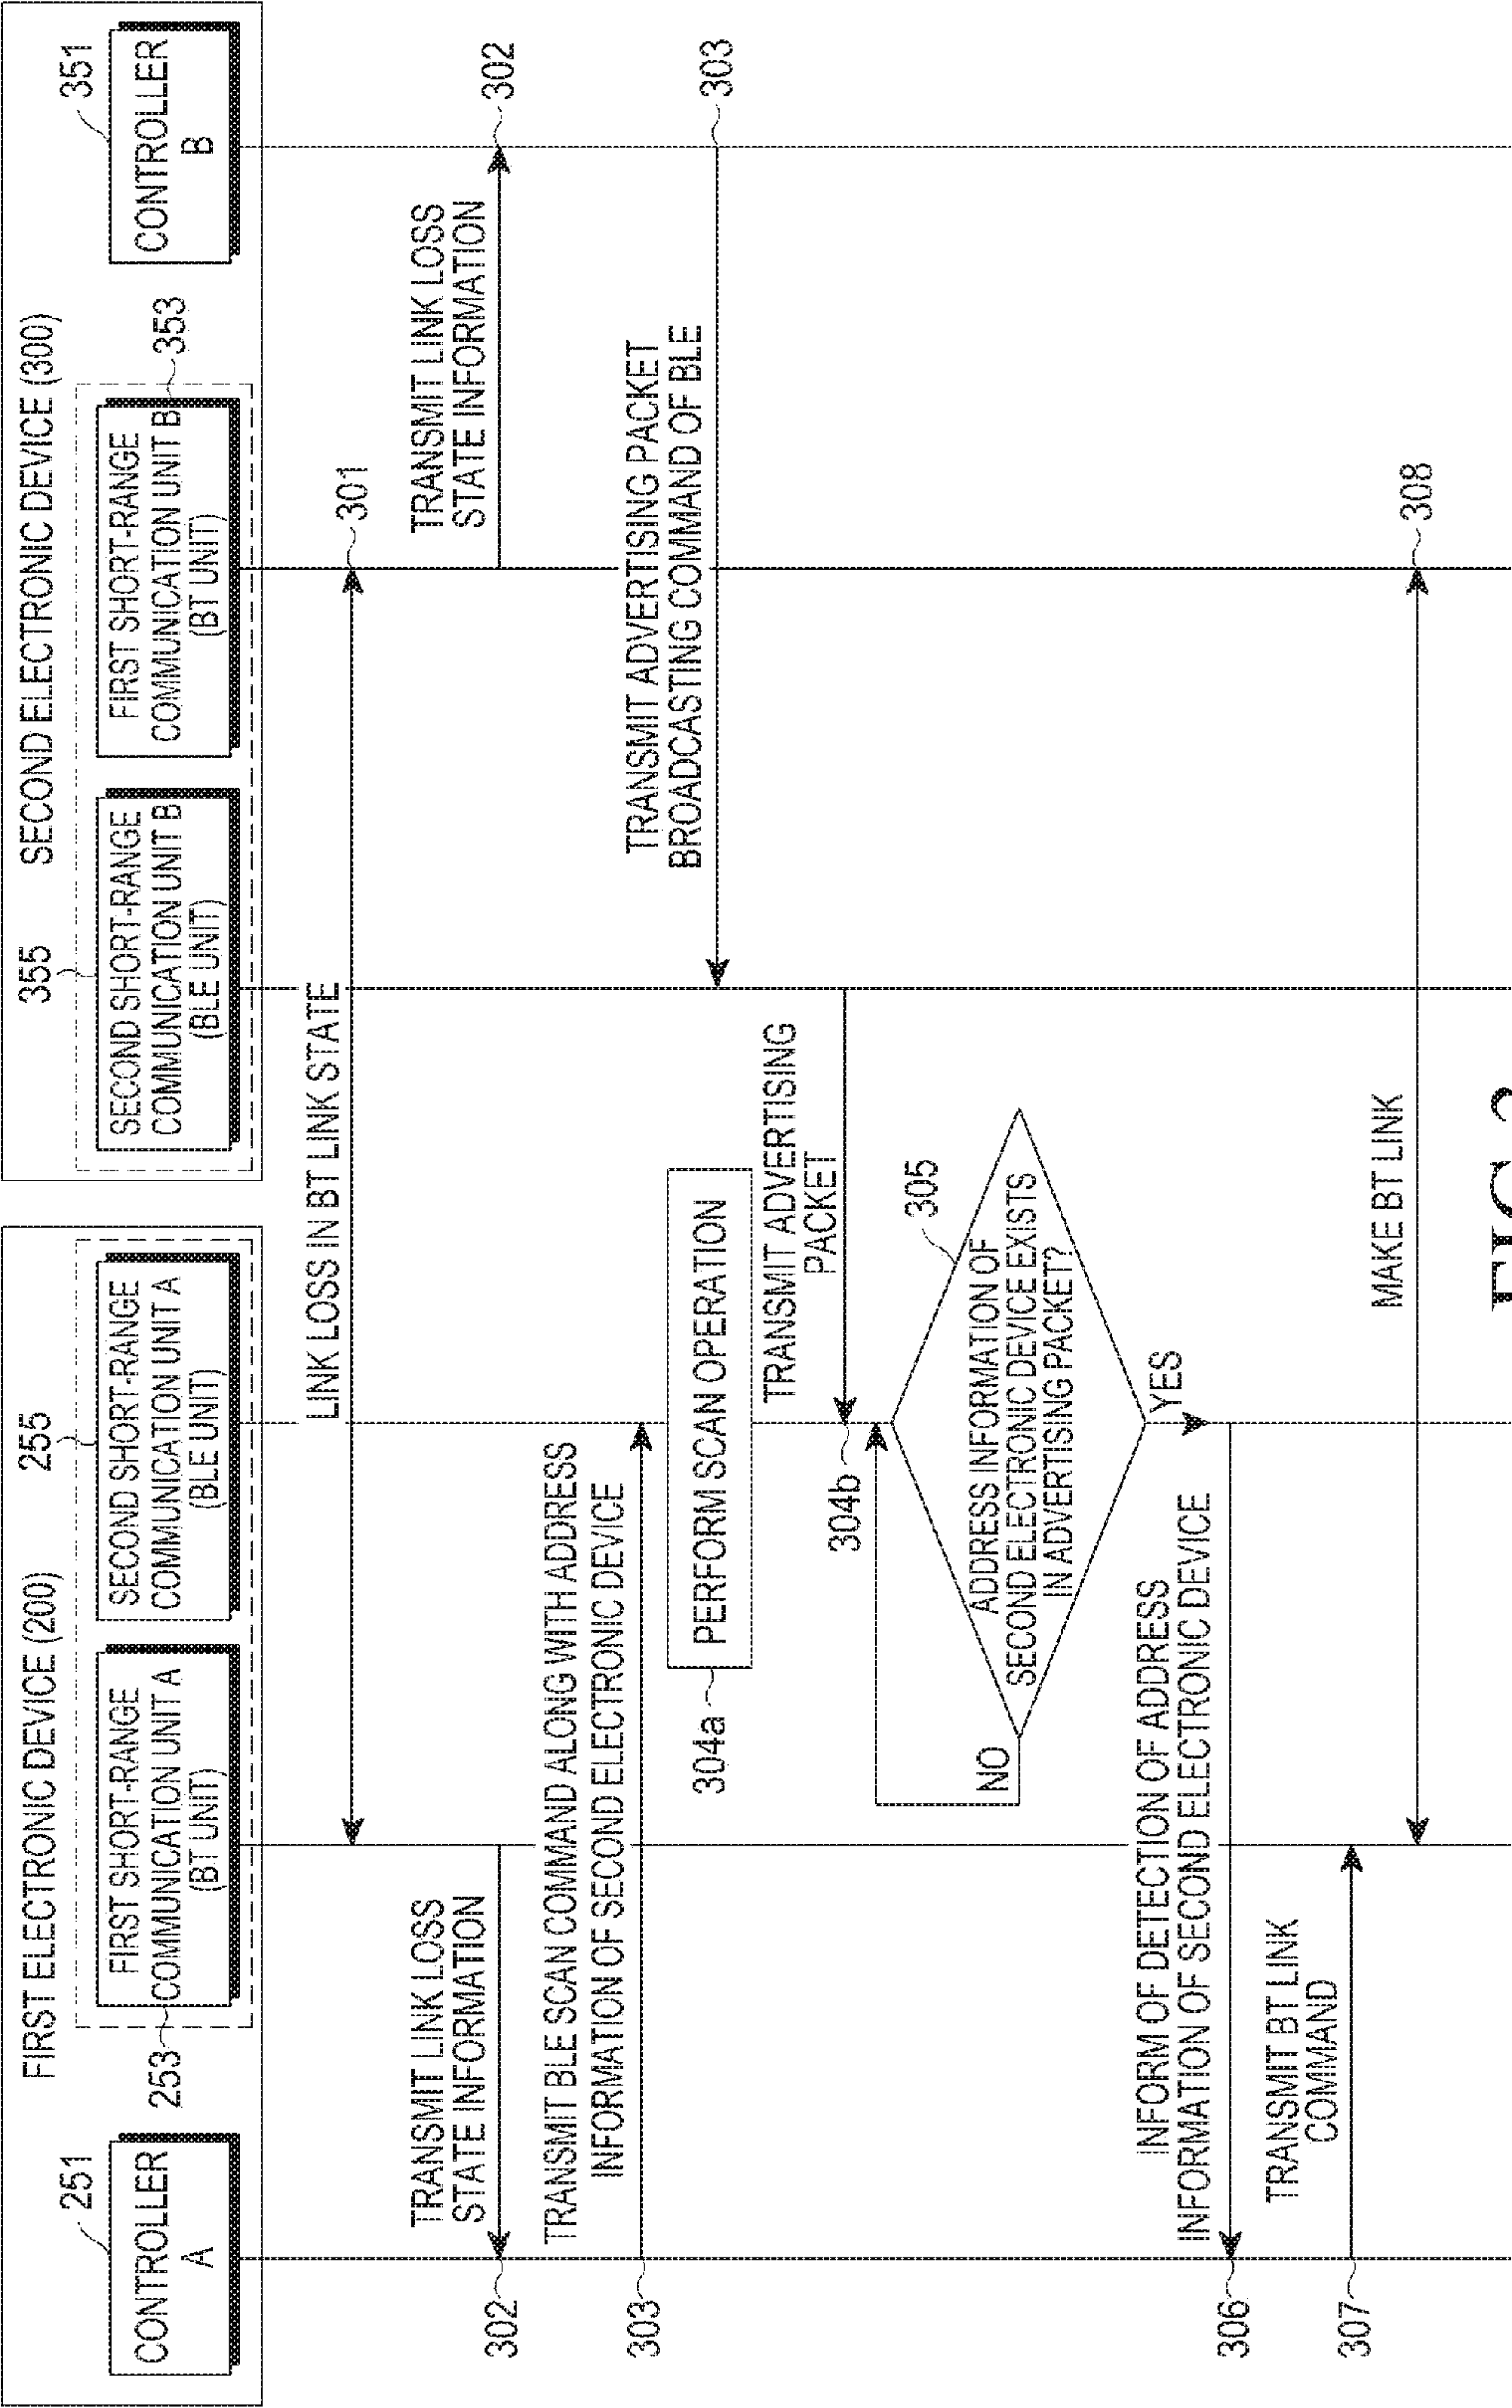 FIRST ELECTRONIC DEVICE (200)
SECOND ELECTRONIC DEVICE (300)
251
CONTROLLER
A
253
FIRST SHORT-RANGE
COMMUNICATION UNIT A
(BT UNIT)
255
SECOND SHORT-RANGE
COMMUNICATION UNIT A
(BLE UNIT)
355
SECOND SHORT-RANGE
COMMUNICATION UNIT B
(BLE UNIT)
353
FIRST SHORT-RANGE
COMMUNICATION UNIT B
(BT UNIT)
351
CONTROLLER
B
LINK LOSS IN BT LINK STATE
301
TRANSMIT LINK LOSS
STATE INFORMATION
302
TRANSMIT LINK LOSS
STATE INFORMATION
302
TRANSMIT BLE SCAN COMMAND ALONG WITH ADDRESS
INFORMATION OF SECOND ELECTRONIC DEVICE
303
TRANSMIT ADVERTISING PACKET
BROADCASTING COMMAND OF BLE
303
304a
PERFORM SCAN OPERATION
TRANSMIT ADVERTISING
PACKET
304b
305
ADDRESS INFORMATION OF
SECOND ELECTRONIC DEVICE EXISTS
IN ADVERTISING PACKET?
NO
YES
INFORM OF DETECTION OF ADDRESS
INFORMATION OF SECOND ELECTRONIC DEVICE
306
TRANSMIT BT LINK
COMMAND
307
MAKE BT LINK
308